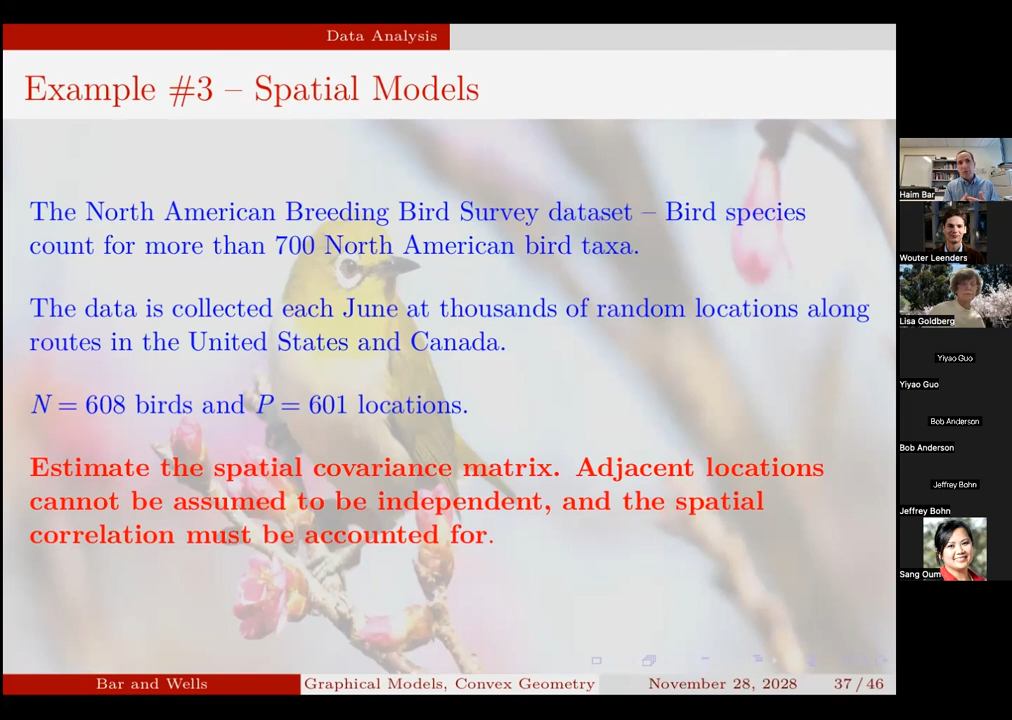 Data Analysis
Example #3 – Spatial Models
The North American Breeding Bird Survey dataset – Bird species
count for more than 700 North American bird taxa.
The data is collected each June at thousands of random locations along
routes in the United States and Canada.
N = 608 birds and P = 601 locations.
Estimate the spatial covariance matrix. Adjacent locations
cannot be assumed to be independent, and the spatial
correlation must be accounted for.
Bar and Wells
Graphical Models, Convex Geometry
November 28, 2028
37 / 46
Haim Bar
Wouter Leenders
Lisa Goldberg
Yiyao Guo
Yiyao Guo
Bob Anderson
Bob Anderson
Jeffrey Bohn
Jeffrey Bohn
Sang Oum